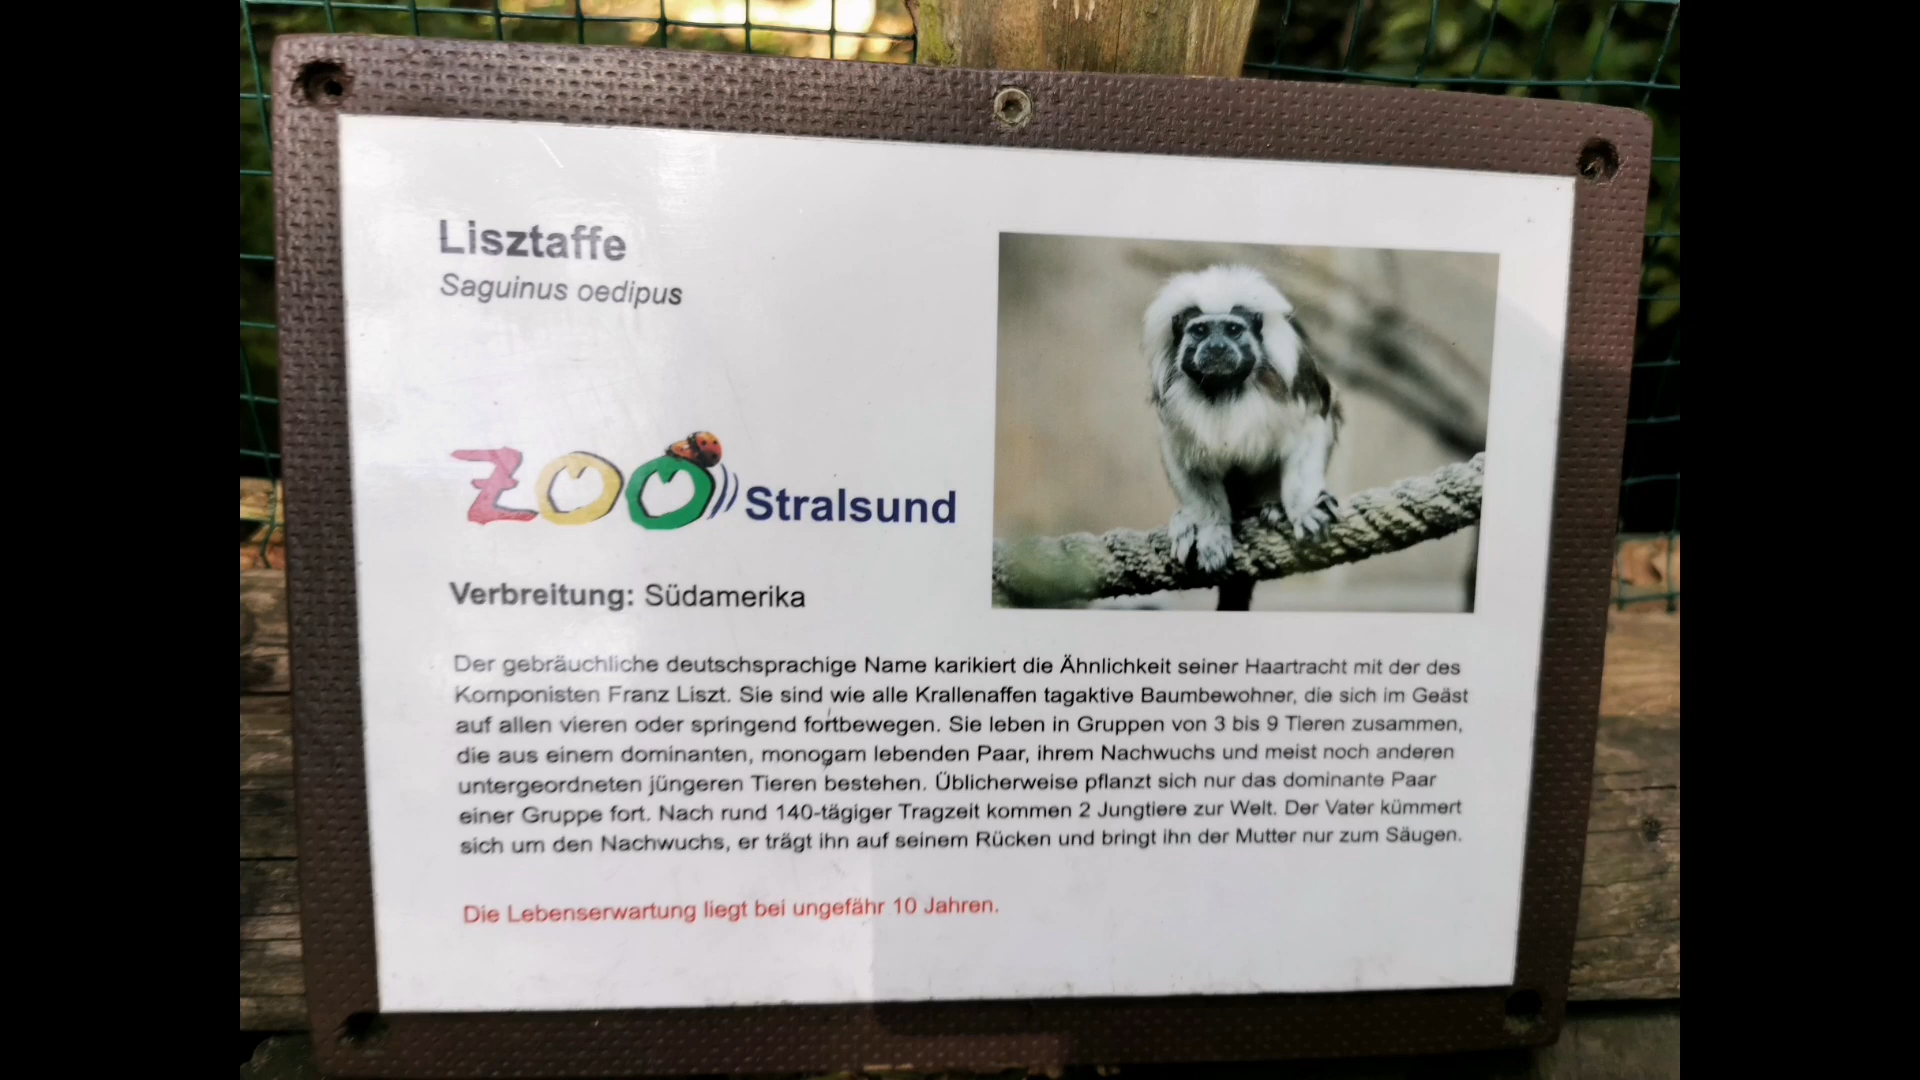 Lisztaffe
Saguinus oedipus
ZOO Stralsund
Verbreitung: Südamerika
Der gebräuchliche deutschsprachige Name karikiert die Ähnlichkeit seiner Haartracht mit der des
Komponisten Franz Liszt. Sie sind wie alle Krallenaffen tagaktive Baumbewohner, die sich im Geäst
auf allen vieren oder springend fortbewegen. Sie leben in Gruppen von 3 bis 9 Tieren zusammen,
die aus einem dominanten, monogam lebenden Paar, ihrem Nachwuchs und meist noch anderen
untergeordneten jüngeren Tieren bestehen. Üblicherweise pflanzt sich nur das dominante Paar
einer Gruppe fort. Nach rund 140-tägiger Tragzeit kommen 2 Jungtiere zur Welt. Der Vater kümmert
sich um den Nachwuchs, er trägt ihn auf seinem Rücken und bringt ihn der Mutter nur zum Säugen.
Die Lebenserwartung liegt bei ungefähr 10 Jahren.